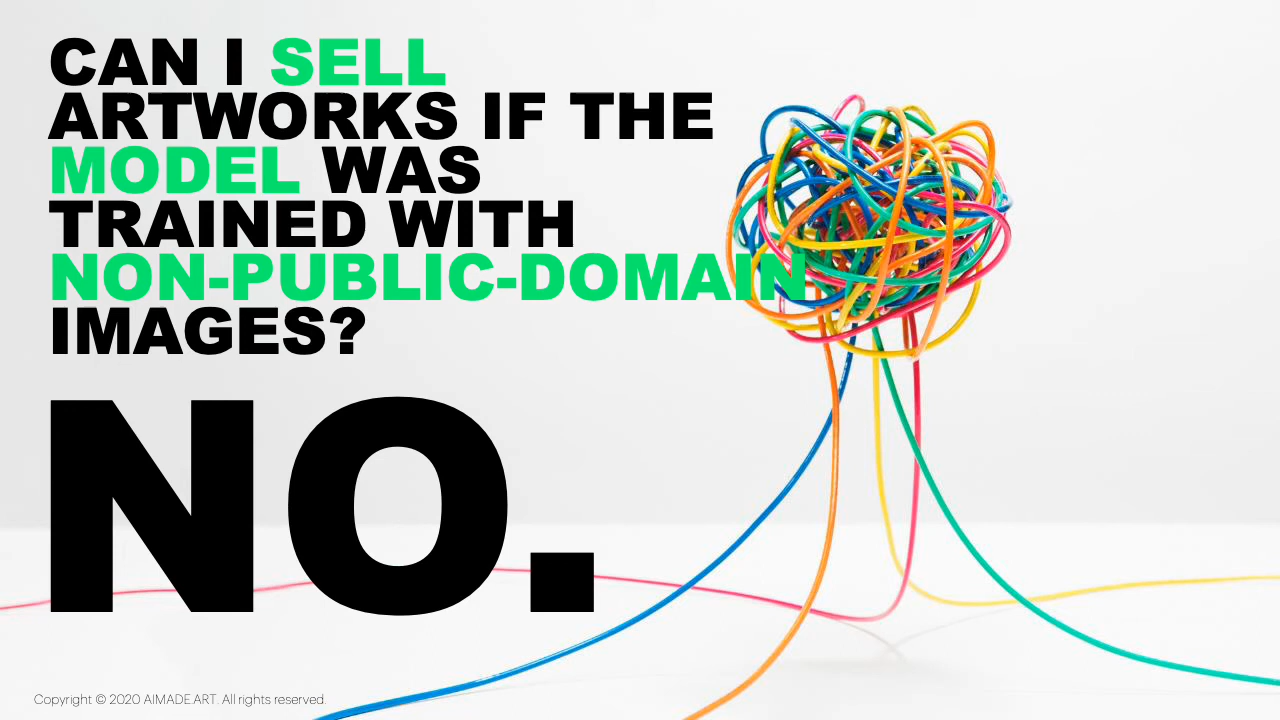 CAN I SELL
ARTWORKS IF THE
MODEL WAS
TRAINED WITH
NON-PUBLIC-DOMAIN
IMAGES?
NO.
Copyright © 2020 AIMADE.ART. All rights reserved.